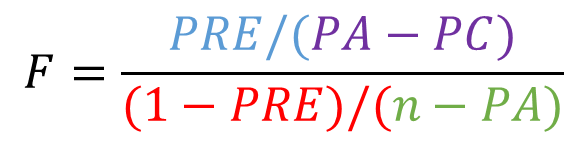 F = PRE/(PA − PC)
(1 − PRE)/(n − PA)